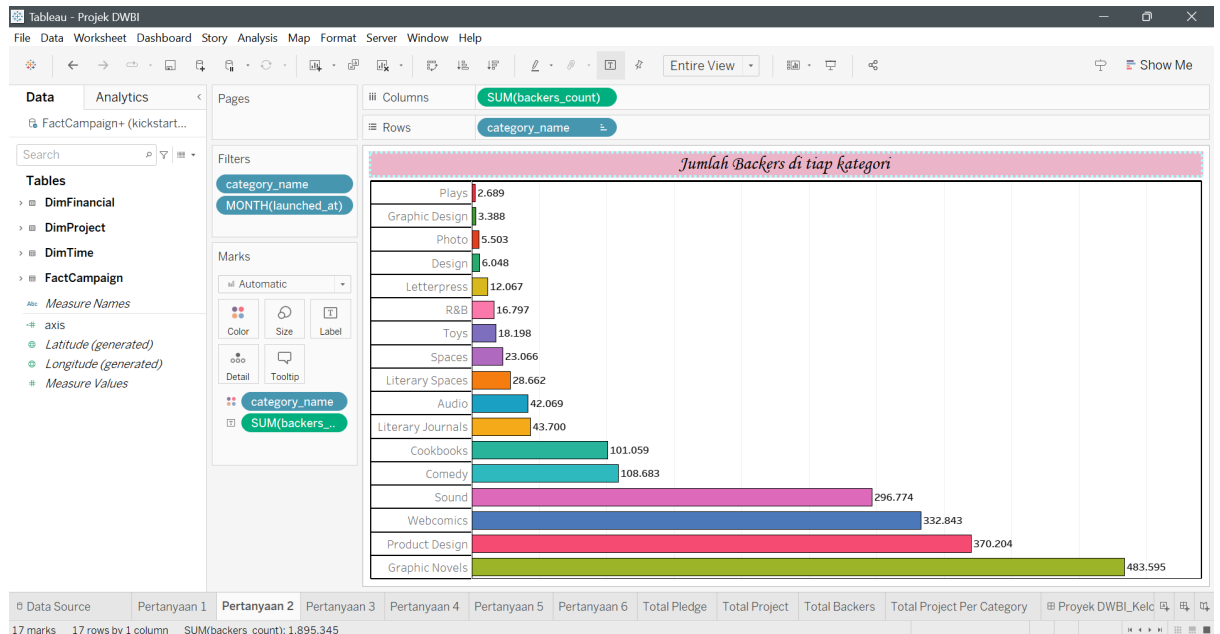 Tableau - Projek DWBI
File Data Worksheet Dashboard Story Analysis Map Format Server Window Help
Entire View
Show Me
Data Analytics
FactCampaign+ (kickstart...
Search
Tables
DimFinancial
DimProject
DimTime
FactCampaign
Abc Measure Names
axis
Latitude (generated)
Longitude (generated)
Measure Values
Pages
Filters
category_name
MONTH(launched_at)
Marks
Automatic
Color Size Label
Detail Tooltip
category_name
SUM(backers_..
Columns SUM(backers_count)
Rows category_name
Jumlah Backers di tiap kategori
Plays 2.689
Graphic Design 3.388
Photo 5.503
Design 6.048
Letterpress 12.067
R&B 16.797
Toys 18.198
Spaces 23.066
Literary Spaces 28.662
Audio 42.069
Literary Journals 43.700
Cookbooks 101.059
Comedy 108.683
Sound 296.774
Webcomics 332.843
Product Design 370.204
Graphic Novels 483.595
Data Source Pertanyaan 1 Pertanyaan 2 Pertanyaan 3 Pertanyaan 4 Pertanyaan 5 Pertanyaan 6 Total Pledge Total Project Total Backers Total Project Per Category Proyek DWBI_Kelc
17 marks 17 rows by 1 column SUM(backers_count): 1.895.345